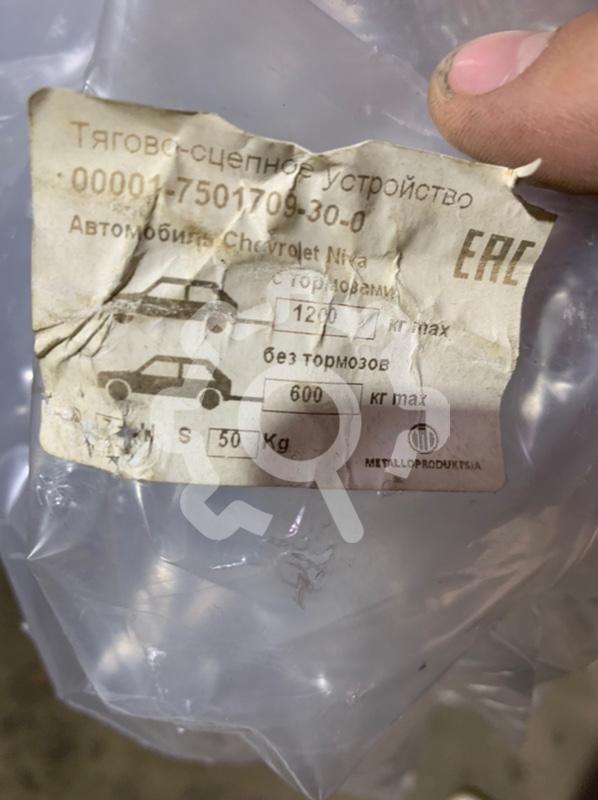 Тягово-сцепное устройство
00001-7501709-30-0
Автомобиль Chevrolet Niva
EAC
с тормозами
1200 кг max
без тормозов
600 кг max
S 50 Kg
METALLOPRODUKTSIA